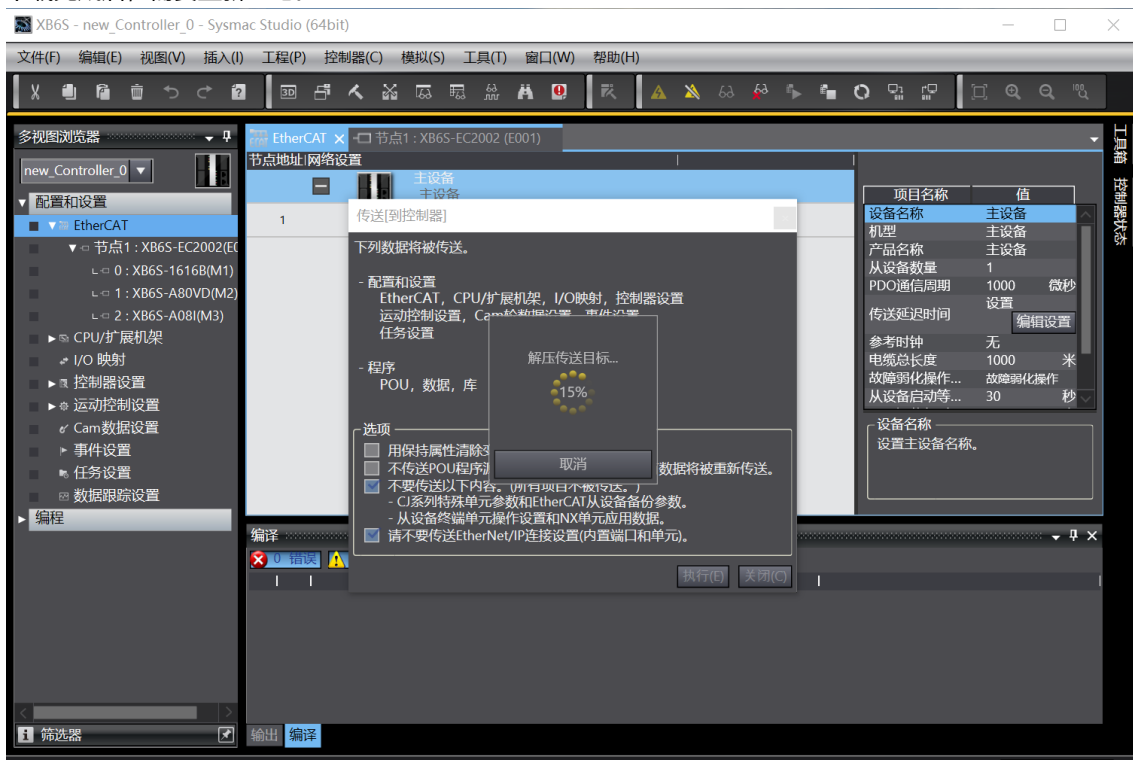 XB6S - new_Controller_0 - Sysmac Studio (64bit)
文件(F) 编辑(E) 视图(V) 插入(I) 工程(P) 控制器(C) 模拟(S) 工具(T) 窗口(W) 帮助(H)
多视图浏览器
new_Controller_0
配置和设置
EtherCAT
节点1 : XB6S-EC2002(E0
0 : XB6S-1616B(M1)
1 : XB6S-A80VD(M2)
2 : XB6S-A08I(M3)
CPU/扩展机架
I/O 映射
控制器设置
运动控制设置
Cam数据设置
事件设置
任务设置
数据跟踪设置
编程
筛选器
EtherCAT 节点1 : XB6S-EC2002 (E001)
节点地址|网络设置
主设备
主设备
1
传送[到控制器]
下列数据将被传送。
- 配置和设置
EtherCAT，CPU/扩展机架，I/O映射，控制器设置
运动控制设置，Cam轮数据设置，事件设置
任务设置
- 程序
POU，数据，库
解压传送目标...
15%
取消
选项
用保持属性清除
不传送POU程序 数据将被重新传送。
不要传送以下内容。(所有项目不被传送。)
- CJ系列特殊单元参数和EtherCAT从设备备份参数。
- 从设备终端单元操作设置和NX单元应用数据。
请不要传送EtherNet/IP连接设置(内置端口和单元)。
执行(E) 关闭(C)
项目名称 值
设备名称 主设备
机型 主设备
产品名称 主设备
从设备数量 1
PDO通信周期 1000 微秒
传送延迟时间 设置
编辑设置
参考时钟 无
电缆总长度 1000 米
故障弱化操作... 故障弱化操作
从设备启动等... 30 秒
设备名称
设置主设备名称。
工具箱
控制器状态
编译
0 错误
输出 编译